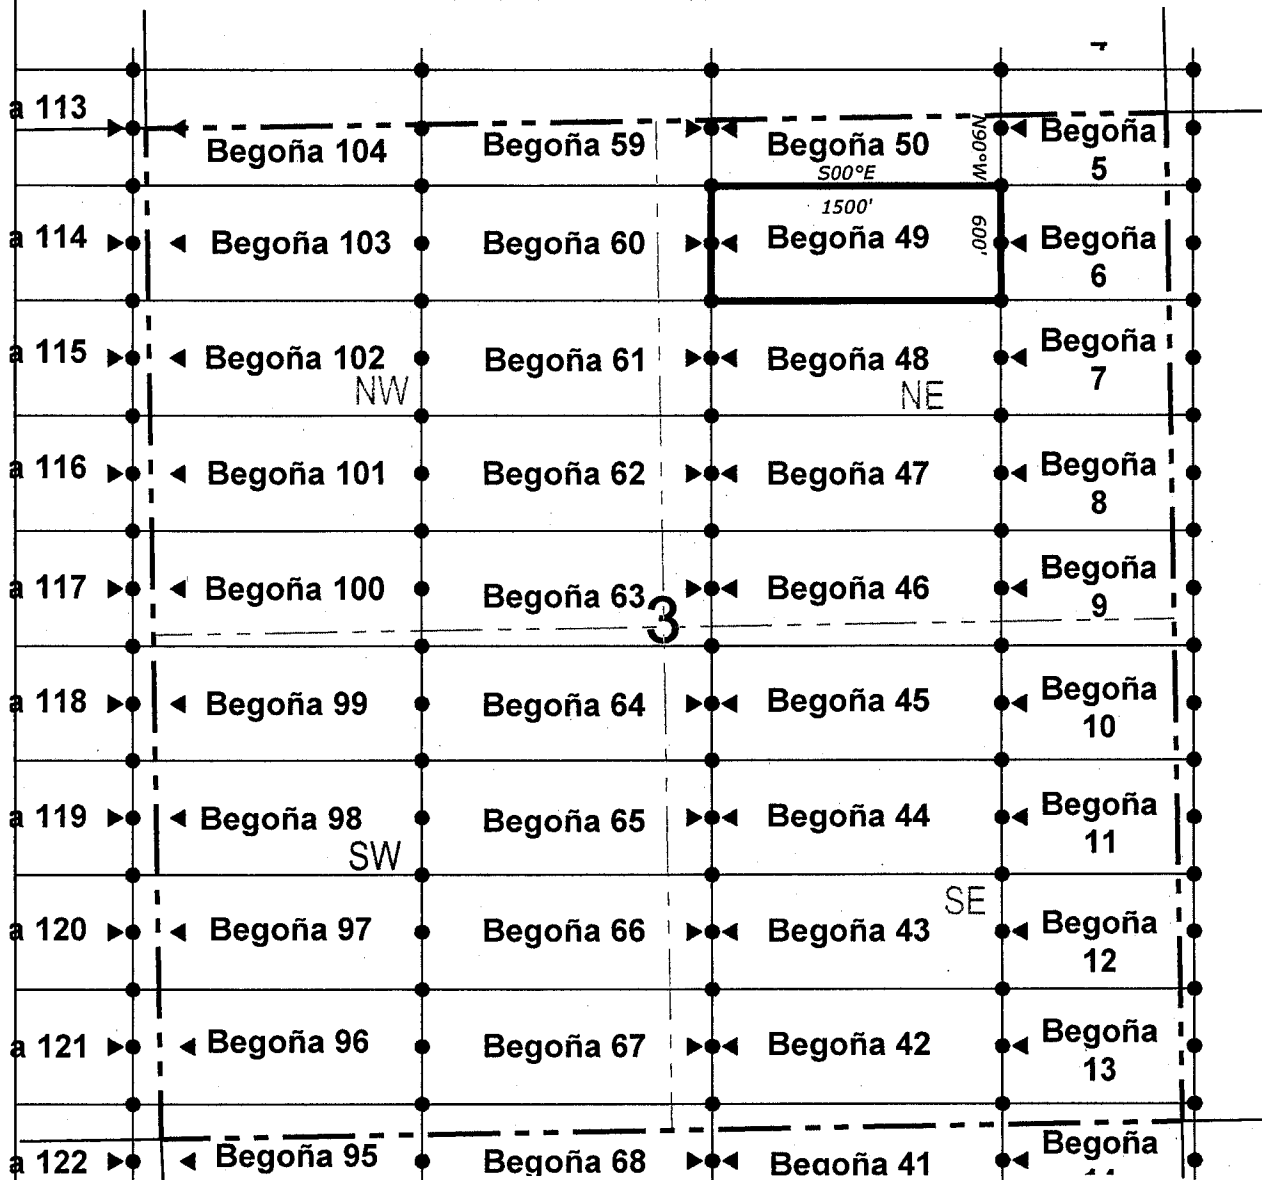 a 113
Begoña 104
Begoña 59
Begoña 50
N90°W
Begoña
5
S00°E
a 114
Begoña 103
Begoña 60
1500'
Begoña 49
600'
Begoña
6
a 115
Begoña 102
Begoña 61
Begoña 48
Begoña
7
NW
NE
a 116
Begoña 101
Begoña 62
Begoña 47
Begoña
8
a 117
Begoña 100
Begoña 63
Begoña 46
Begoña
9
3
a 118
Begoña 99
Begoña 64
Begoña 45
Begoña
10
a 119
Begoña 98
Begoña 65
Begoña 44
Begoña
11
SW
SE
a 120
Begoña 97
Begoña 66
Begoña 43
Begoña
12
a 121
Begoña 96
Begoña 67
Begoña 42
Begoña
13
a 122
Begoña 95
Begoña 68
Begoña 41
Begoña